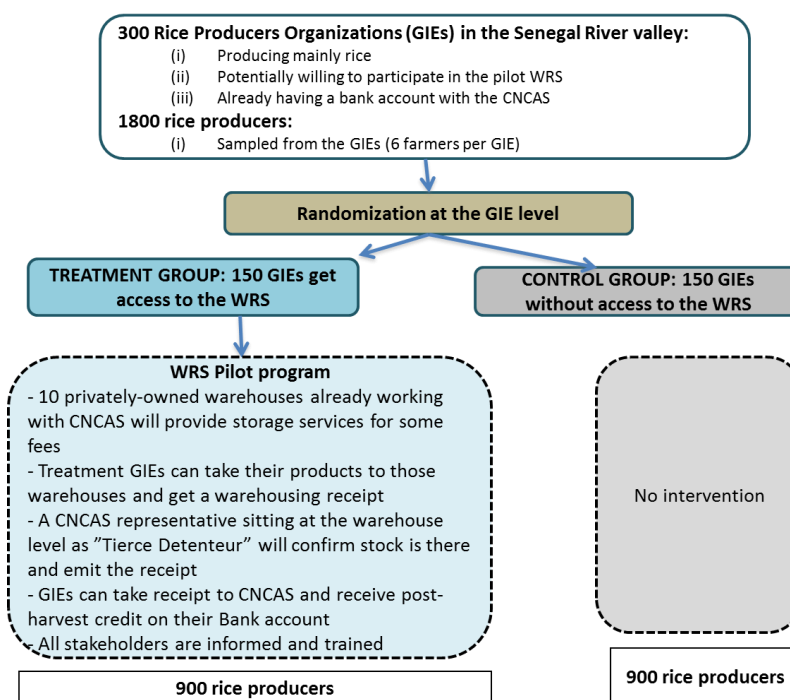 300 Rice Producers Organizations (GIEs) in the Senegal River valley:
(i) Producing mainly rice
(ii) Potentially willing to participate in the pilot WRS
(iii) Already having a bank account with the CNCAS
1800 rice producers:
(i) Sampled from the GIEs (6 farmers per GIE)
Randomization at the GIE level
TREATMENT GROUP: 150 GIEs get
access to the WRS
CONTROL GROUP: 150 GIEs
without access to the WRS
WRS Pilot program
- 10 privately-owned warehouses already working
with CNCAS will provide storage services for some
fees
- Treatment GIEs can take their products to those
warehouses and get a warehousing receipt
- A CNCAS representative sitting at the warehouse
level as ”Tierce Detenteur” will confirm stock is there
and emit the receipt
- GIEs can take receipt to CNCAS and receive post-
harvest credit on their Bank account
- All stakeholders are informed and trained
No intervention
900 rice producers
900 rice producers